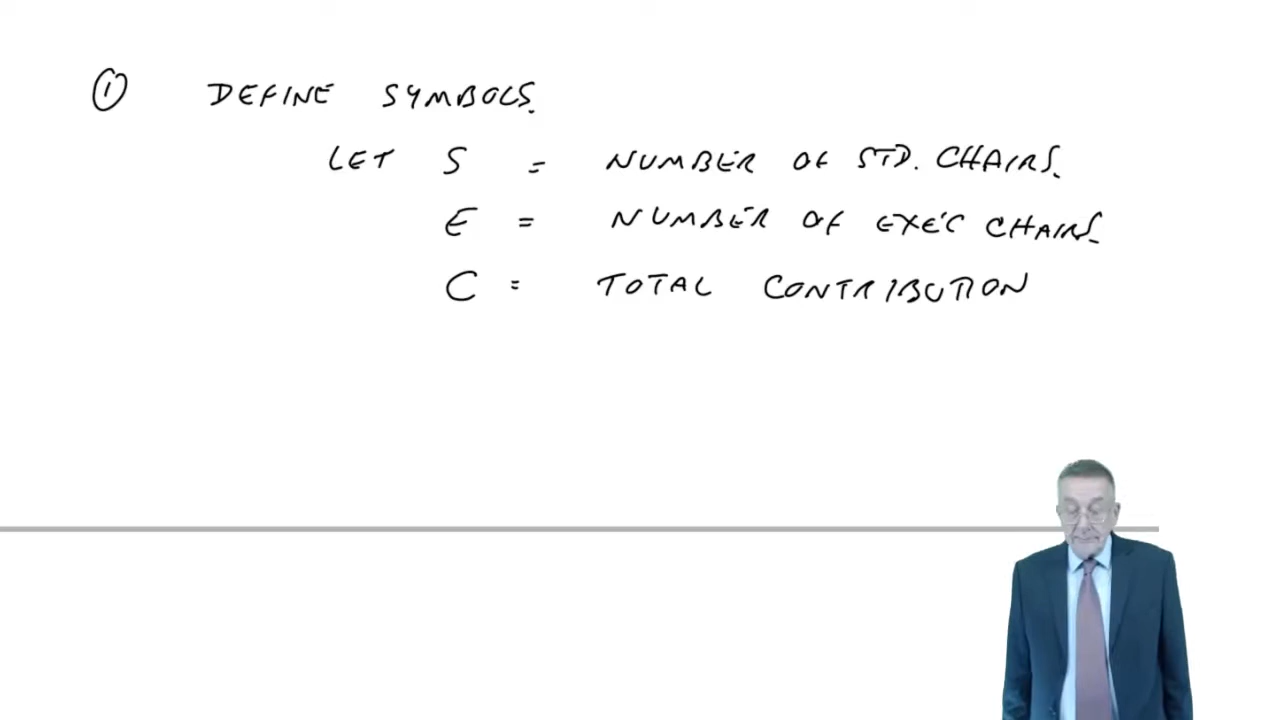 ① DEFINE SYMBOLS.
LET S = NUMBER OF STD. CHAIRS.
E = NUMBER OF EXEC CHAIRS.
C = TOTAL CONTRIBUTION